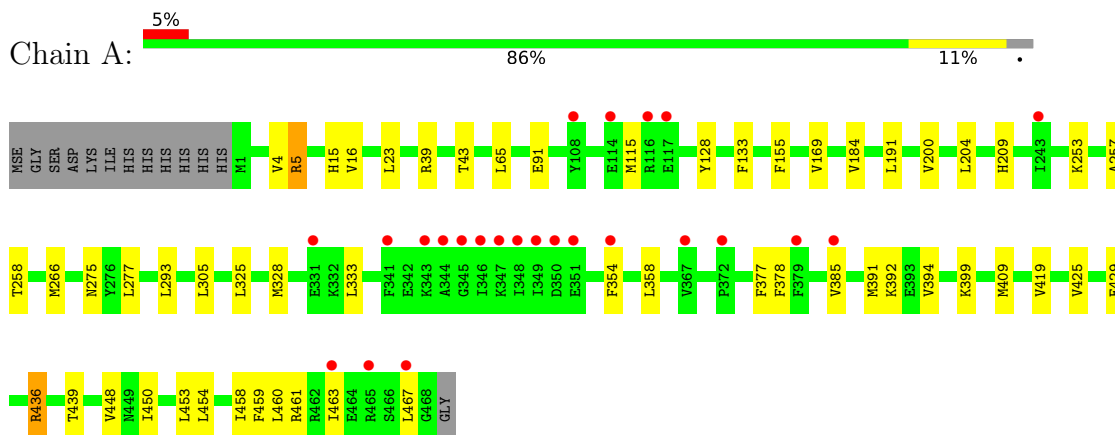 5%
Chain A:
86% 11% •
MSE GLY SER ASP LYS ILE HIS HIS HIS HIS HIS HIS M1 V4 R5 H15 V16 L23 R39 T43 L65 E91 Y108 E114 M115 R116 E117 Y128 F133 F155 V169 V184 L191 V200 L204 H209 I243 K253 A257
T258 M266 N275 Y276 L277 L293 L305 L325 M328 E331 K332 L333 F341 E342 K343 A344 G345 I346 K347 I348 I349 D350 E351 F354 L358 V367 P372 F377 F378 F379 V385 M391 K392 E393 V394 K399 M409 V419 V425
R436 T439 V448 N449 I450 L453 L454 I458 F459 L460 R461 R462 I463 E464 R465 S466 L467 G468 GLY